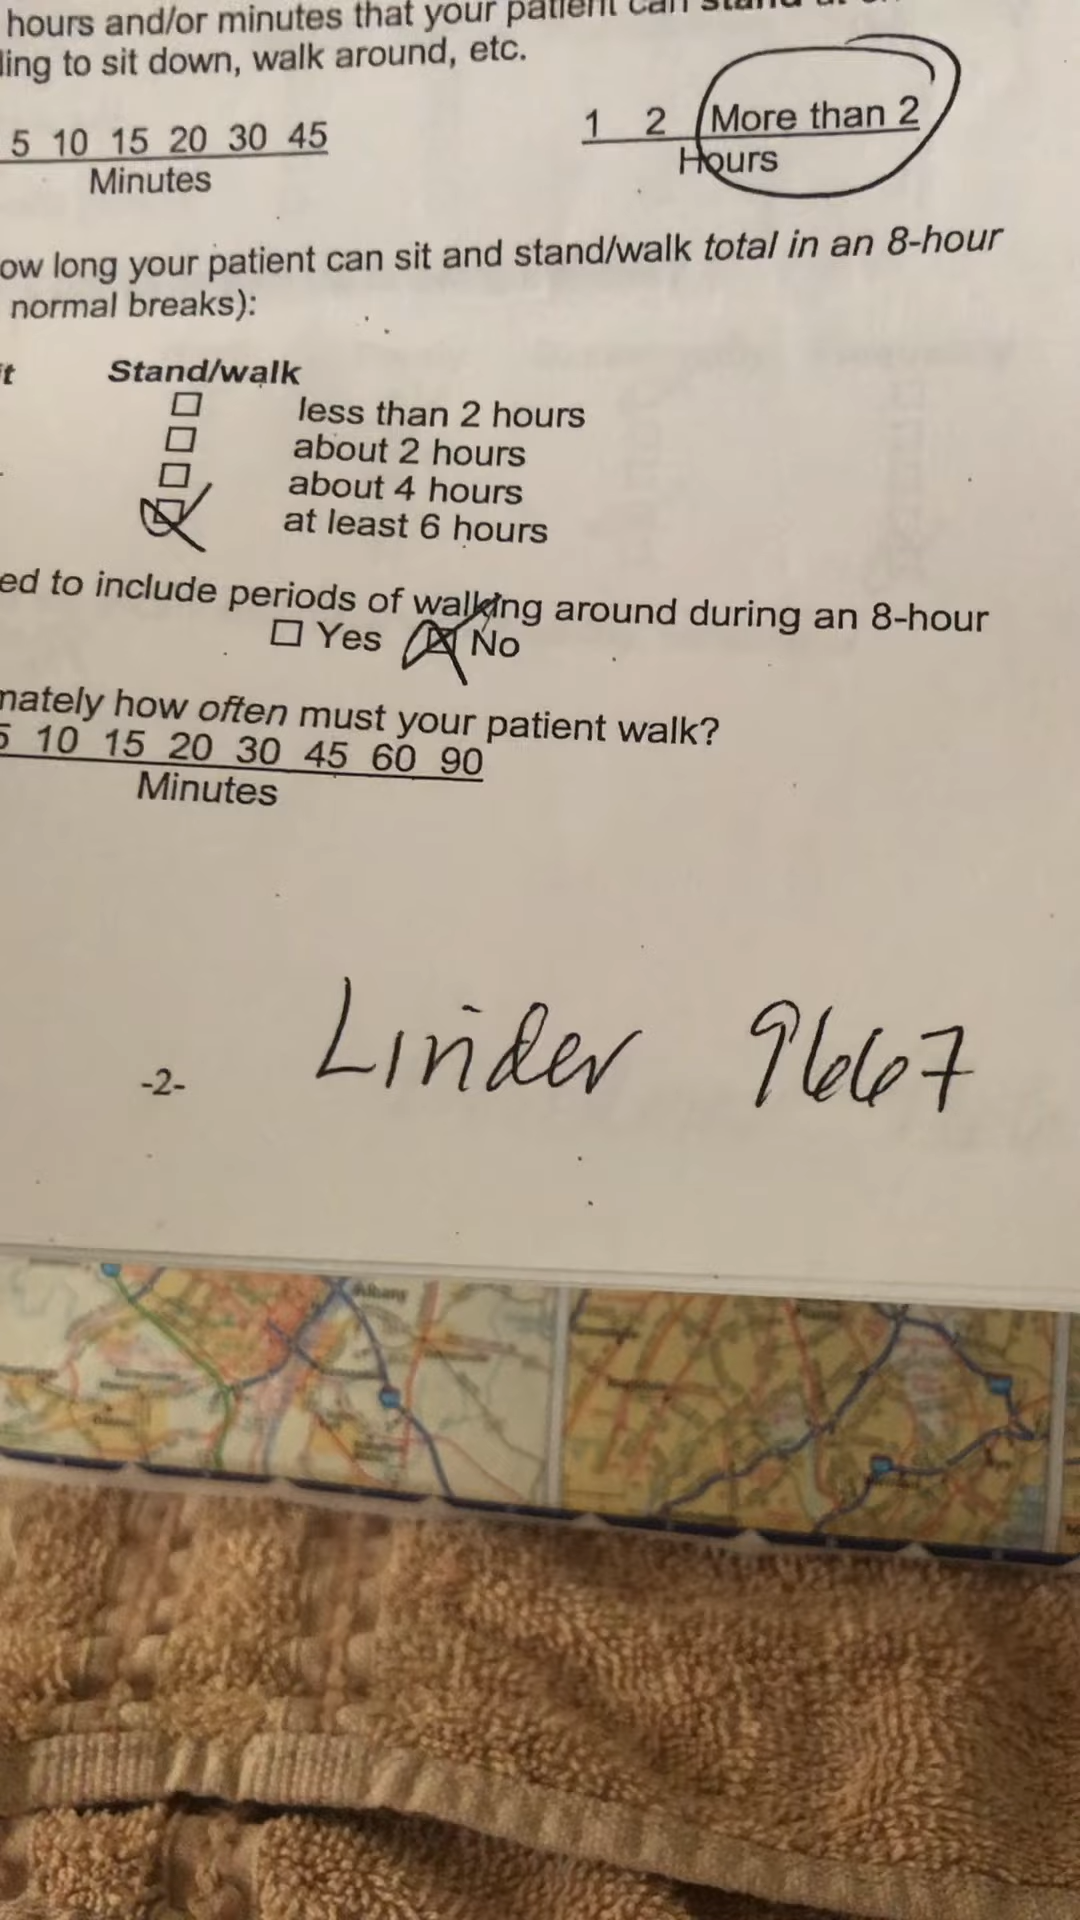 hours and/or minutes that your patient can stand at
ling to sit down, walk around, etc.
5 10 15 20 30 45
Minutes
1 2 More than 2
Hours
ow long your patient can sit and stand/walk total in an 8-hour
normal breaks):
it Stand/walk
less than 2 hours
about 2 hours
about 4 hours
at least 6 hours
ed to include periods of walking around during an 8-hour
Yes No
mately how often must your patient walk?
5 10 15 20 30 45 60 90
Minutes
-2-
Linder 9667
Albany